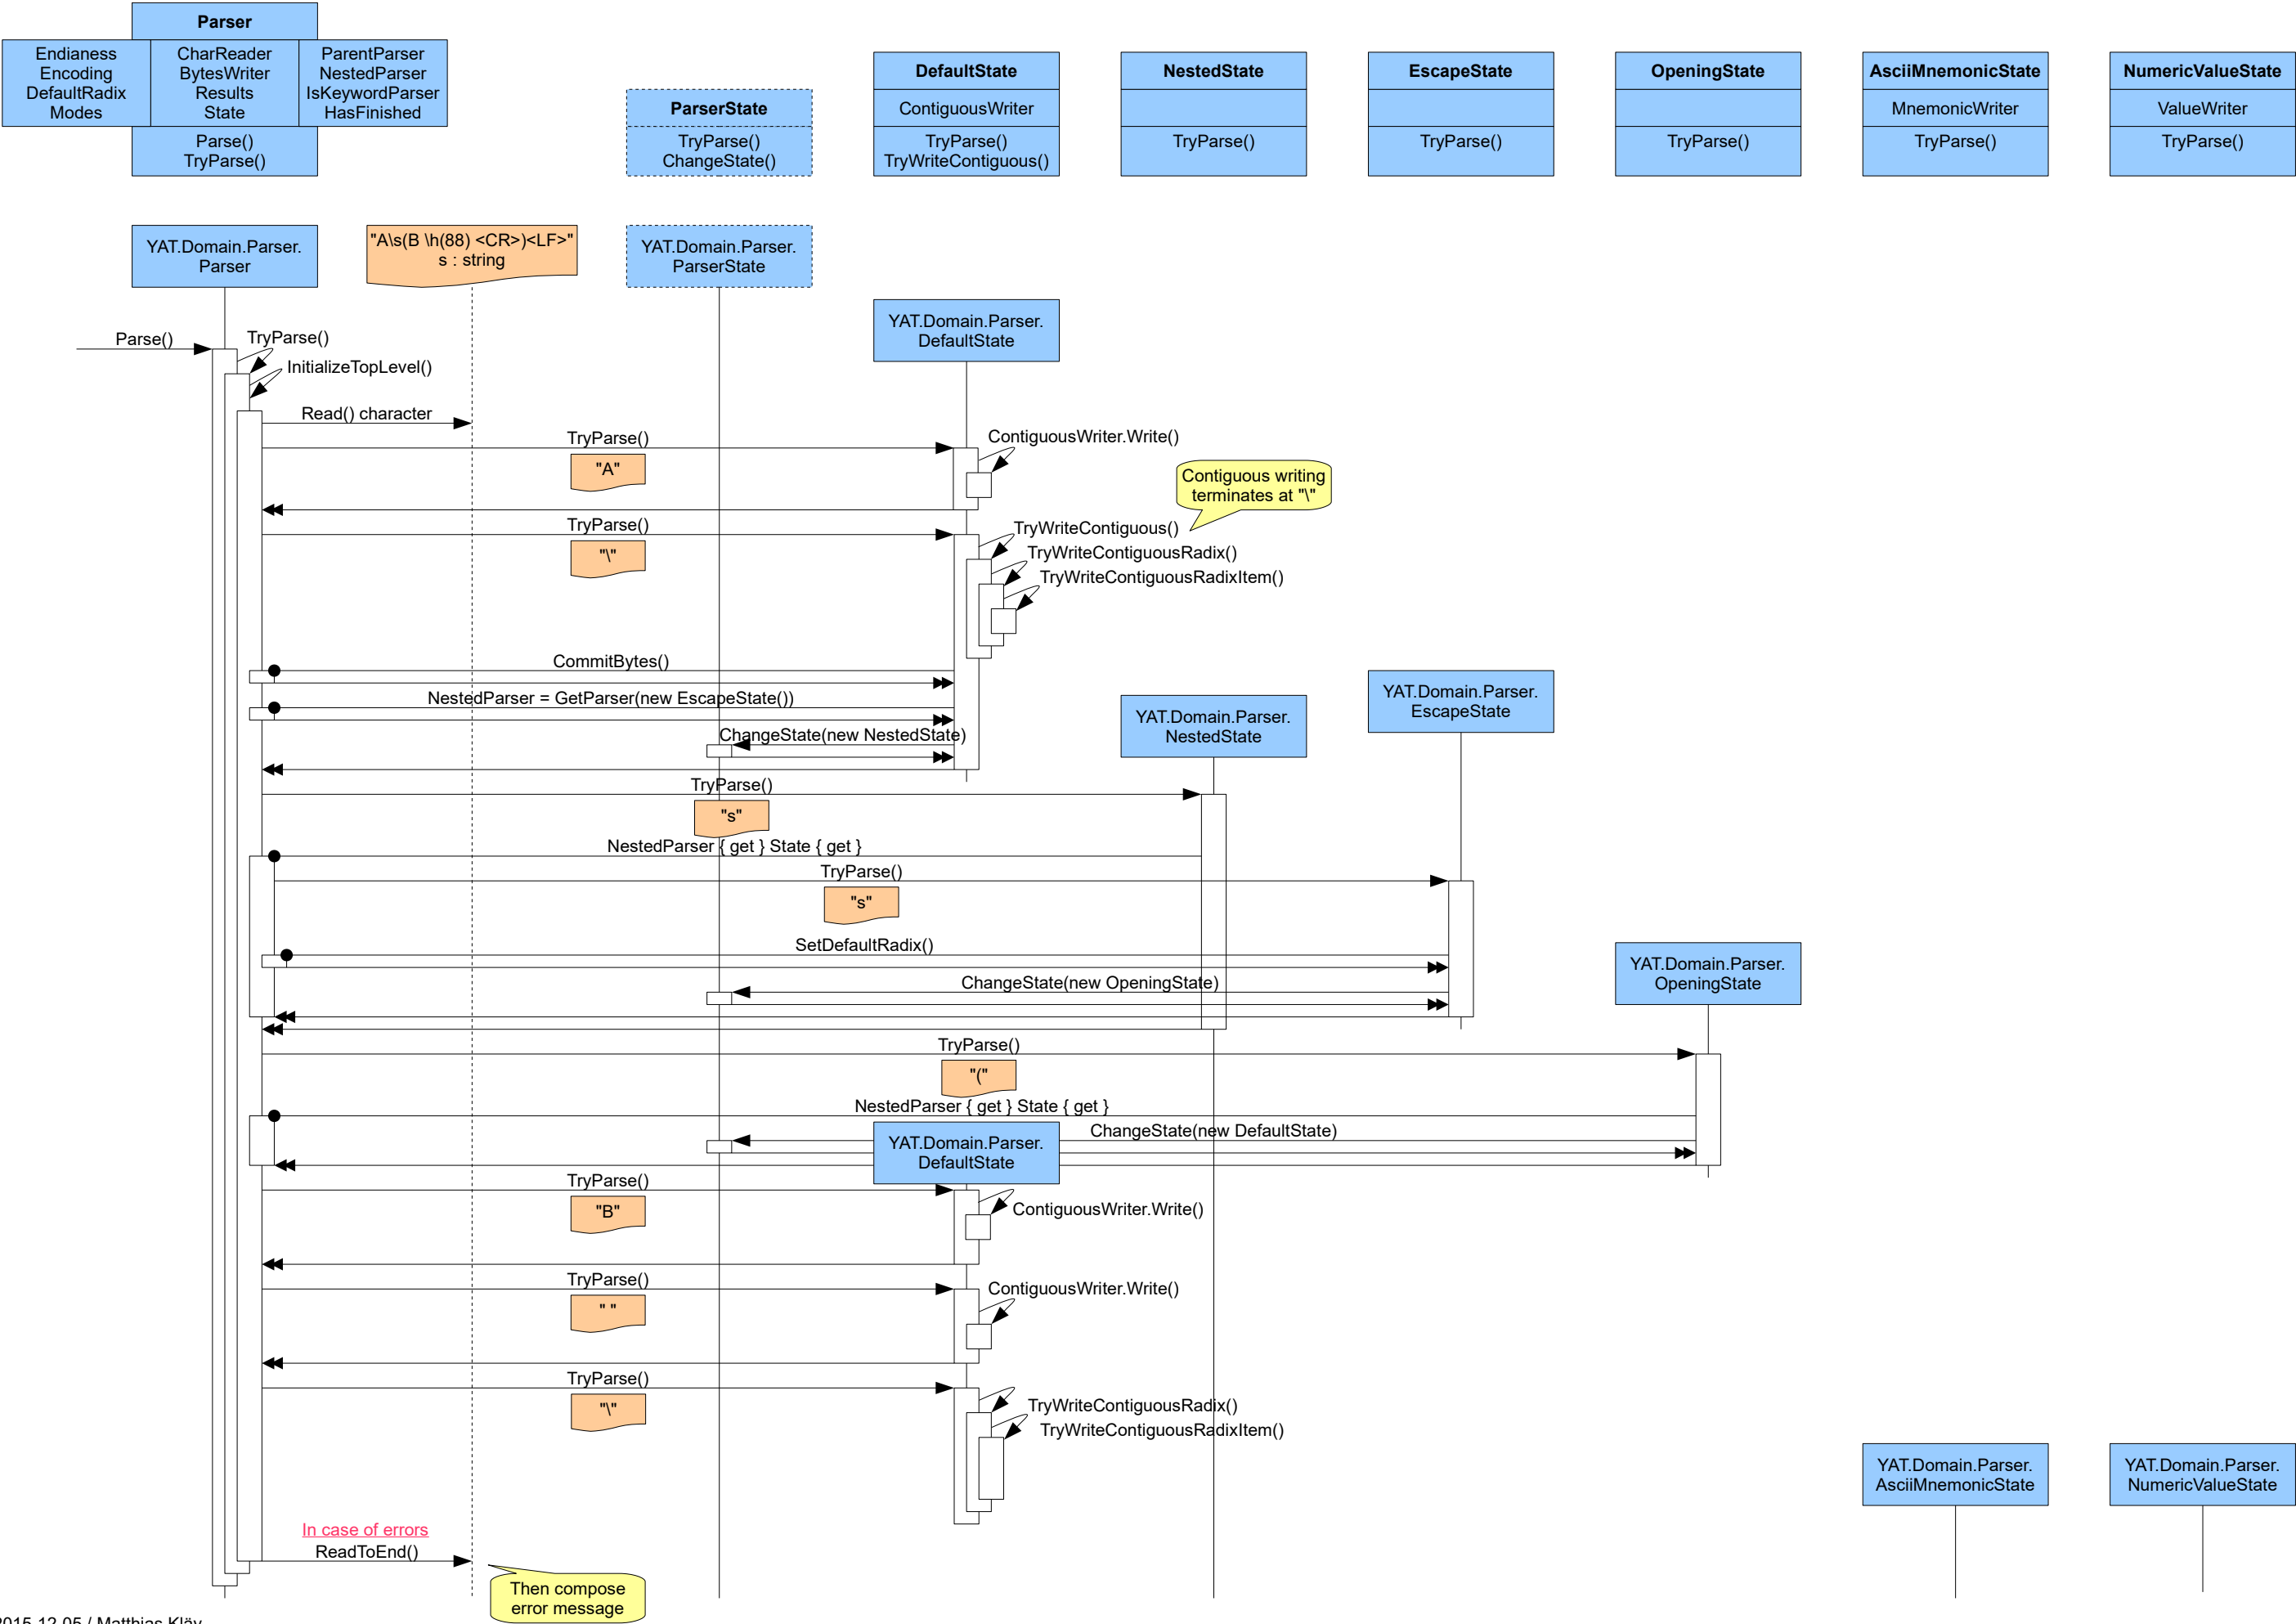 Parser
Endianess
Encoding
DefaultRadix
Modes
CharReader
BytesWriter
Results
State
ParentParser
NestedParser
IsKeywordParser
HasFinished
Parse()
TryParse()
ParserState
TryParse()
ChangeState()
DefaultState
ContiguousWriter
TryParse()
TryWriteContiguous()
NestedState
TryParse()
EscapeState
TryParse()
OpeningState
TryParse()
AsciiMnemonicState
MnemonicWriter
TryParse()
NumericValueState
ValueWriter
TryParse()
YAT.Domain.Parser.
Parser
"A\s(B \h(88) <CR>)<LF>"
s : string
YAT.Domain.Parser.
ParserState
YAT.Domain.Parser.
DefaultState
Parse()
TryParse()
InitializeTopLevel()
Read() character
TryParse()
"A"
ContiguousWriter.Write()
Contiguous writing
terminates at "\"
TryParse()
"\"
TryWriteContiguous()
TryWriteContiguousRadix()
TryWriteContiguousRadixItem()
CommitBytes()
NestedParser = GetParser(new EscapeState())
ChangeState(new NestedState)
YAT.Domain.Parser.
NestedState
YAT.Domain.Parser.
EscapeState
TryParse()
"s"
NestedParser { get } State { get }
TryParse()
"s"
SetDefaultRadix()
ChangeState(new OpeningState)
YAT.Domain.Parser.
OpeningState
TryParse()
"("
NestedParser { get } State { get }
ChangeState(new DefaultState)
YAT.Domain.Parser.
DefaultState
TryParse()
"B"
ContiguousWriter.Write()
TryParse()
" "
ContiguousWriter.Write()
TryParse()
"\"
TryWriteContiguousRadix()
TryWriteContiguousRadixItem()
YAT.Domain.Parser.
AsciiMnemonicState
YAT.Domain.Parser.
NumericValueState
In case of errors
ReadToEnd()
Then compose
error message
2015-12-05 / Matthias Kläy